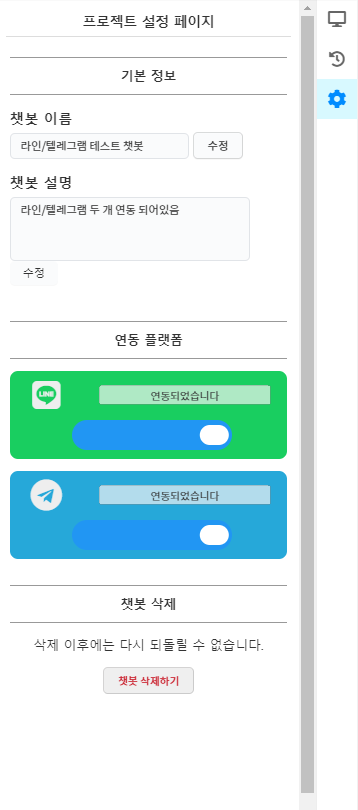 프로젝트 설정 페이지
기본 정보
챗봇 이름
라인/텔레그램 테스트 챗봇
수정
챗봇 설명
라인/텔레그램 두 개 연동 되어있음
수정
연동 플랫폼
LINE
연동되었습니다
연동되었습니다
챗봇 삭제
삭제 이후에는 다시 되돌릴 수 없습니다.
챗봇 삭제하기